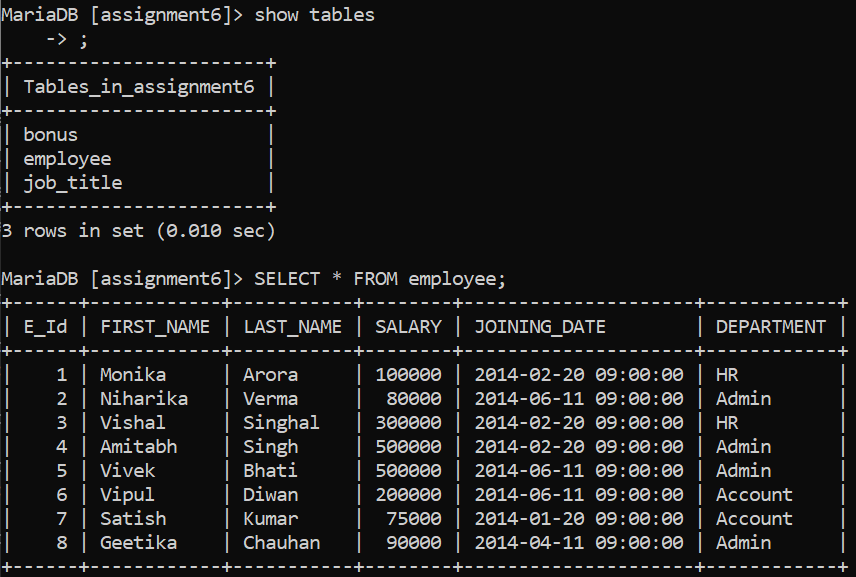 MariaDB [assignment6]> show tables
    -> ;
+-----------------------+
| Tables_in_assignment6 |
+-----------------------+
| bonus                 |
| employee              |
| job_title             |
+-----------------------+
3 rows in set (0.010 sec)

MariaDB [assignment6]> SELECT * FROM employee;
+------+------------+-----------+--------+---------------------+------------+
| E_Id | FIRST_NAME | LAST_NAME | SALARY | JOINING_DATE        | DEPARTMENT |
+------+------------+-----------+--------+---------------------+------------+
|    1 | Monika     | Arora     | 100000 | 2014-02-20 09:00:00 | HR         |
|    2 | Niharika   | Verma     |  80000 | 2014-06-11 09:00:00 | Admin      |
|    3 | Vishal     | Singhal   | 300000 | 2014-02-20 09:00:00 | HR         |
|    4 | Amitabh    | Singh     | 500000 | 2014-02-20 09:00:00 | Admin      |
|    5 | Vivek      | Bhati     | 500000 | 2014-06-11 09:00:00 | Admin      |
|    6 | Vipul      | Diwan     | 200000 | 2014-06-11 09:00:00 | Account    |
|    7 | Satish     | Kumar     |  75000 | 2014-01-20 09:00:00 | Account    |
|    8 | Geetika    | Chauhan   |  90000 | 2014-04-11 09:00:00 | Admin      |
+------+------------+-----------+--------+---------------------+------------+